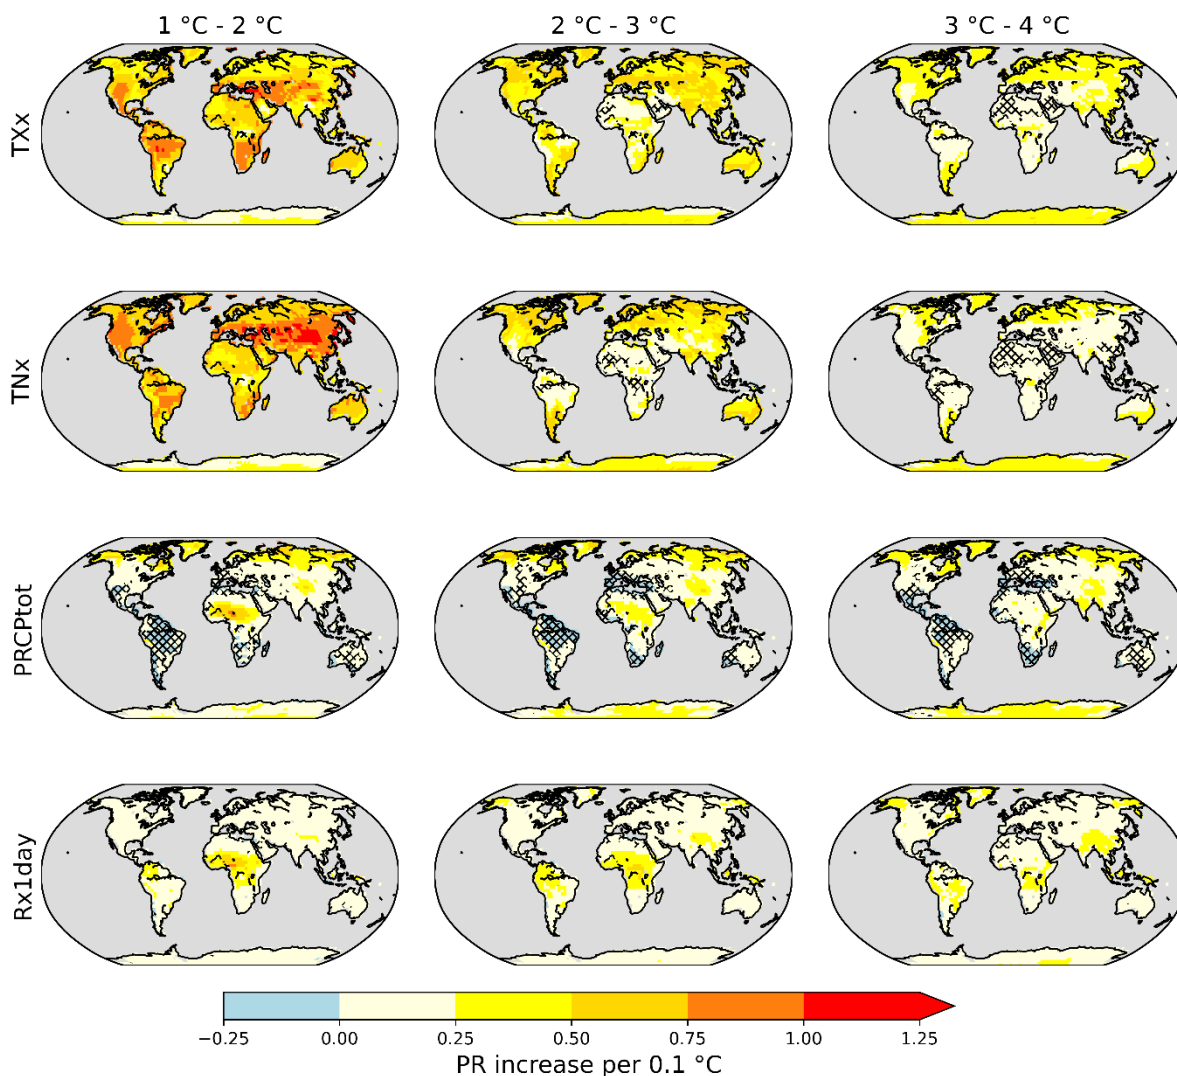 1 °C - 2 °C
2 °C - 3 °C
3 °C - 4 °C
TXx
TNx
PRCPtot
Rx1day
−0.25
0.00
0.25
0.50
0.75
1.00
1.25
PR increase per 0.1 °C